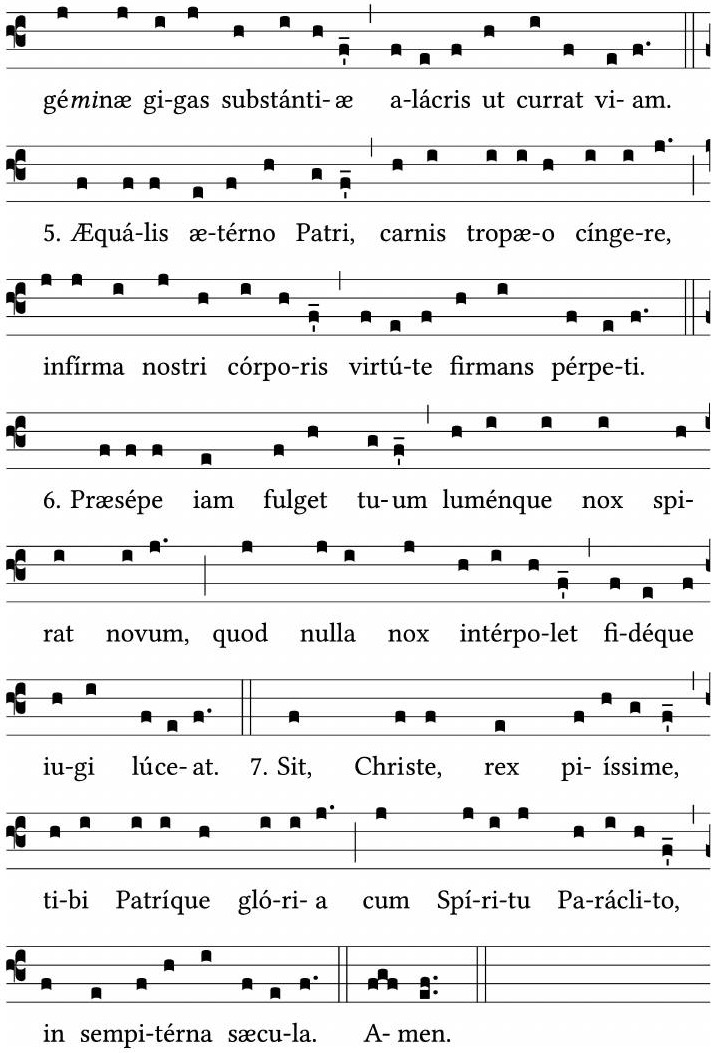 géminæ gi-gas substánti-æ a-lácris ut currat vi-am.
5. Æquá-lis æ-térno Patri, carnis tropæ-o cínge-re,
infírma nostri córpo-ris virtú-te firmans pérpe-ti.
6. Præsépe iam fulget tu-um luménque nox spi-
rat novum, quod nulla nox intérpo-let fi-déque
iu-gi lúce-at. 7. Sit, Christe, rex pi-íssime,
ti-bi Patríque gló-ri-a cum Spí-ri-tu Pa-rácli-to,
in sempi-térna sæcu-la. A-men.